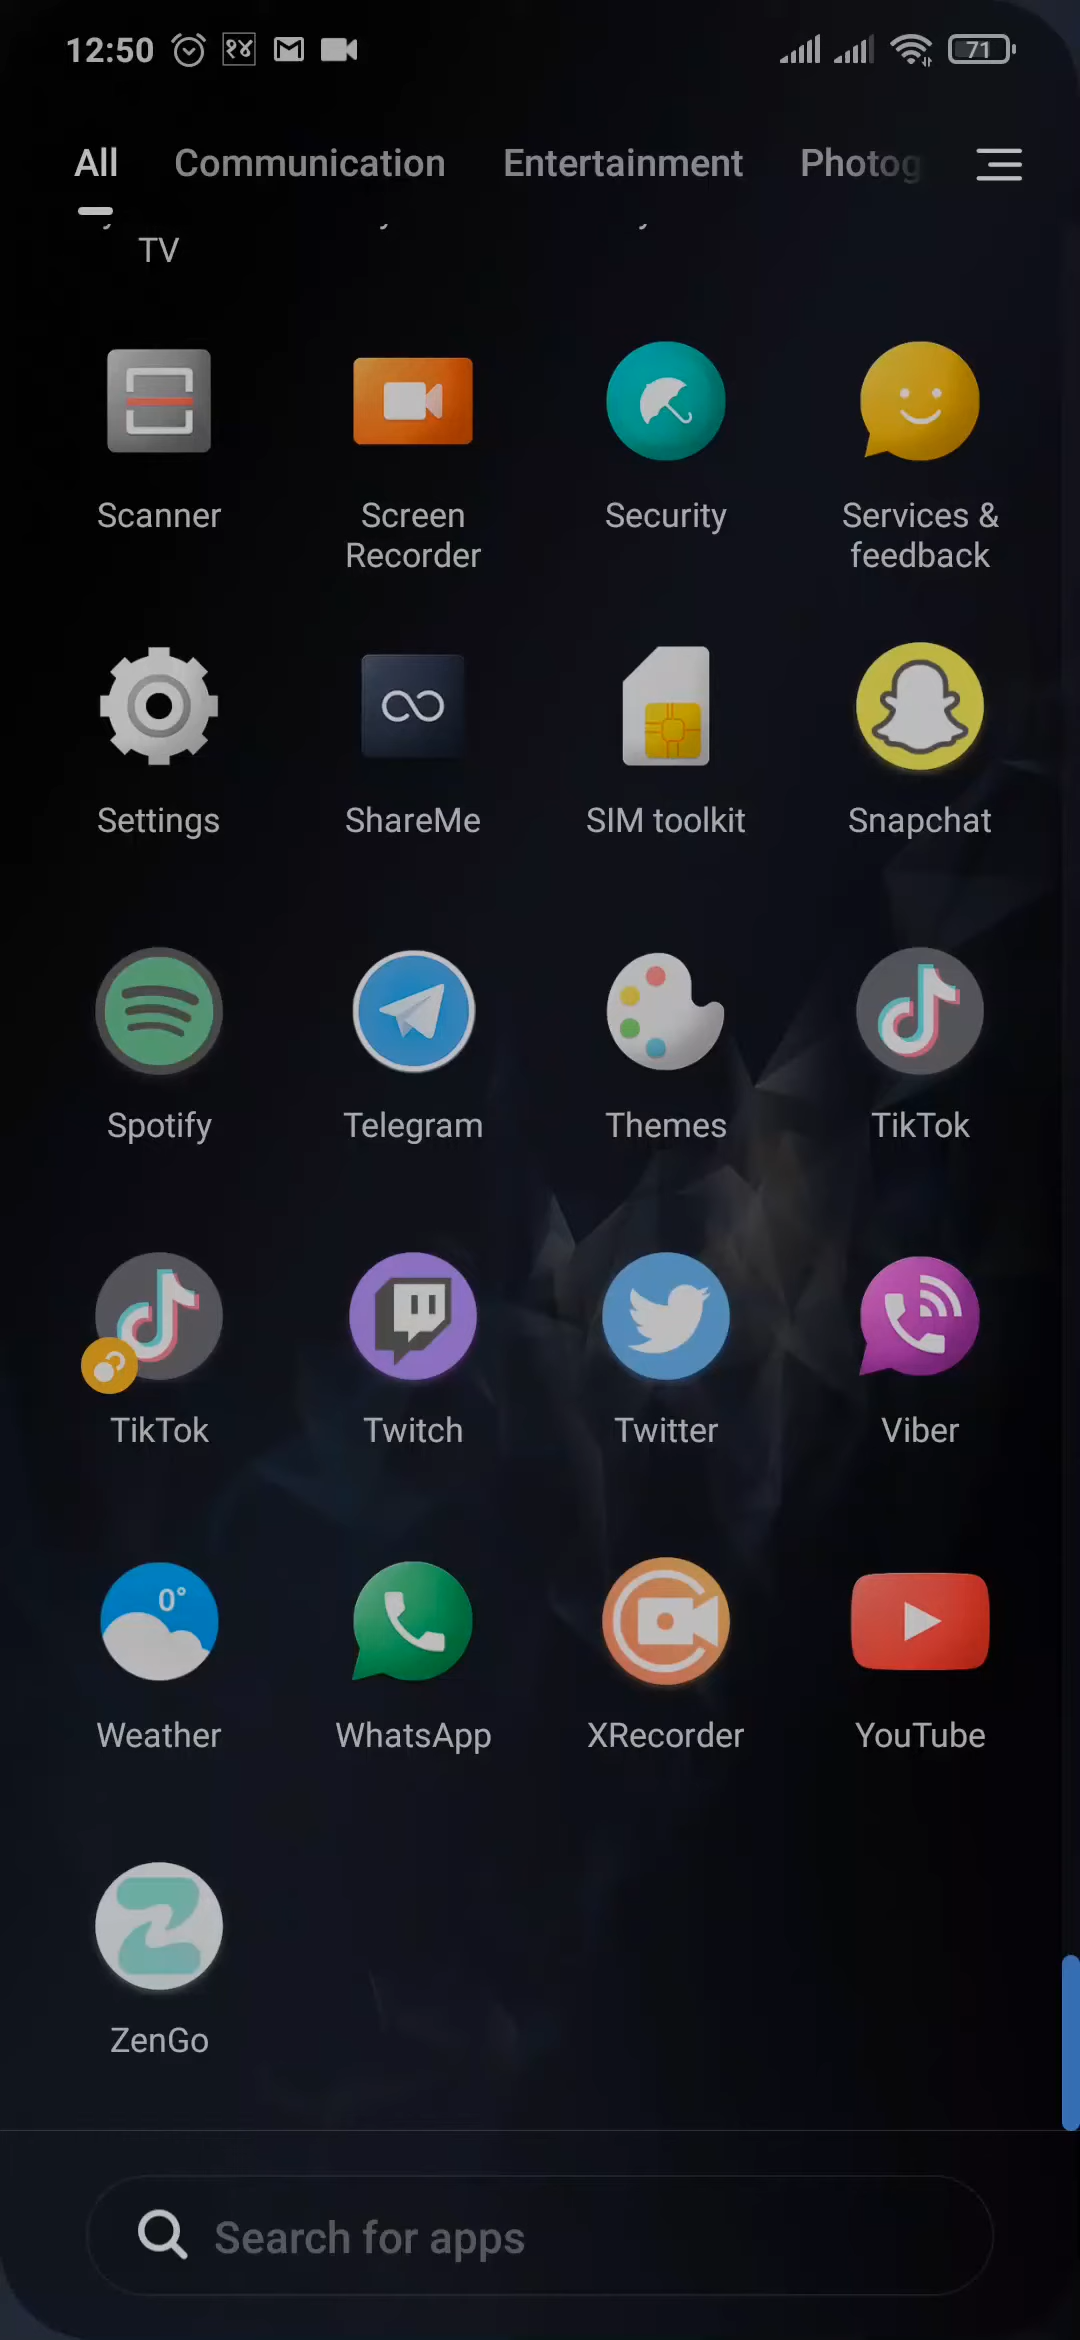 12:50 १४ 71
All Communication Entertainment Photog
TV
Scanner Screen Recorder Security Services & feedback
Settings ShareMe SIM toolkit Snapchat
Spotify Telegram Themes TikTok
TikTok Twitch Twitter Viber
0°
Weather WhatsApp XRecorder YouTube
ZenGo
Search for apps